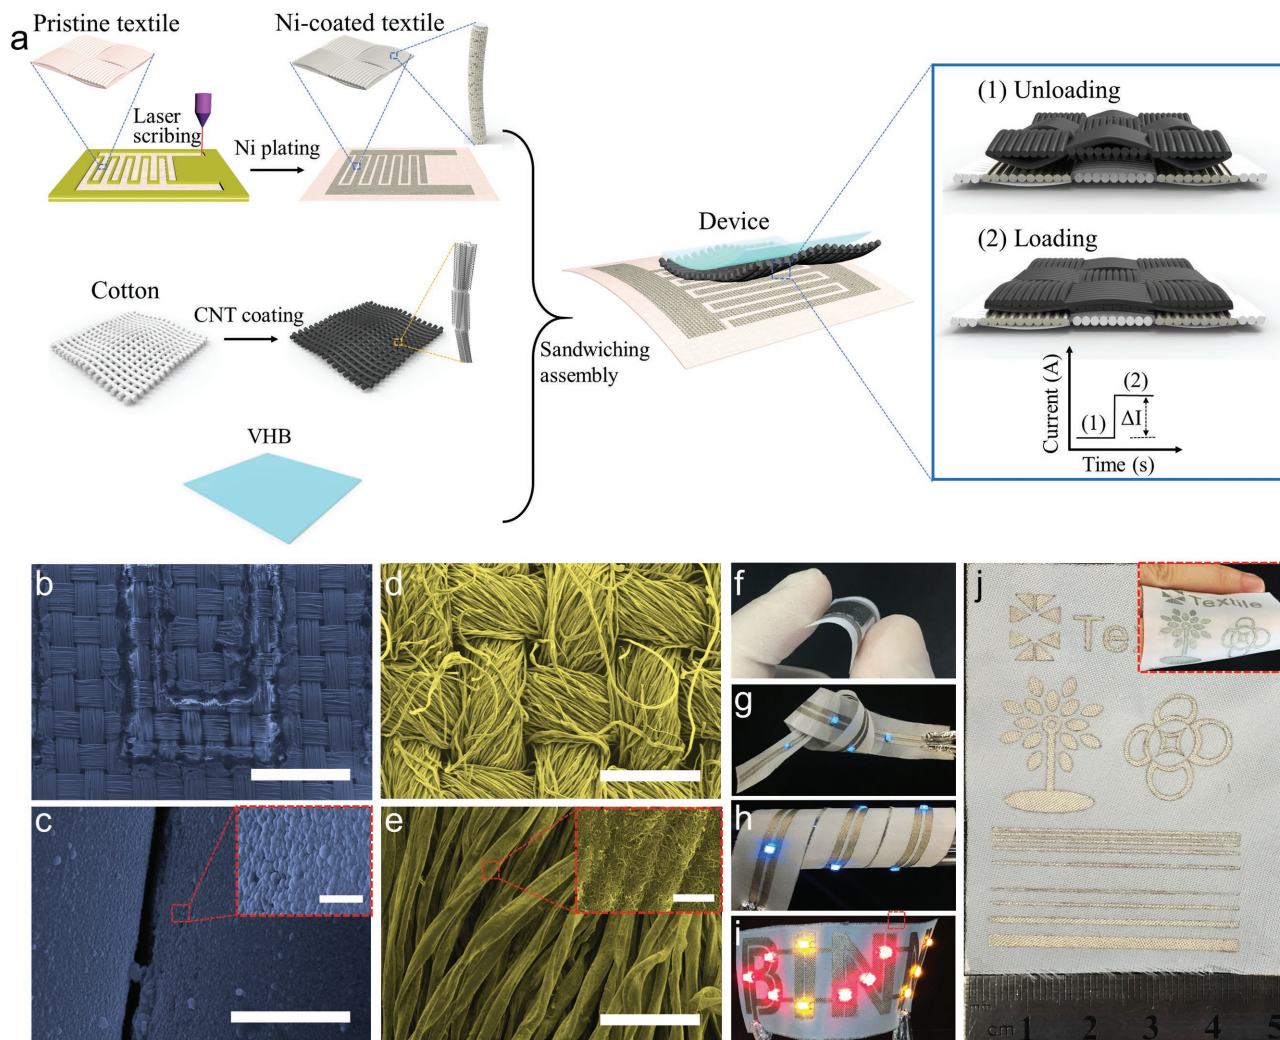 a
Pristine textile
Ni-coated textile
Laser
scribing
Ni plating
Cotton
CNT coating
VHB
Sandwiching
assembly
Device
(1) Unloading
(2) Loading
Current (A)
(1)
(2)
ΔI
Time (s)
b
c
d
e
f
g
h
i
BIN
j
Te
TeXtile
cm 1 2 3 4 5